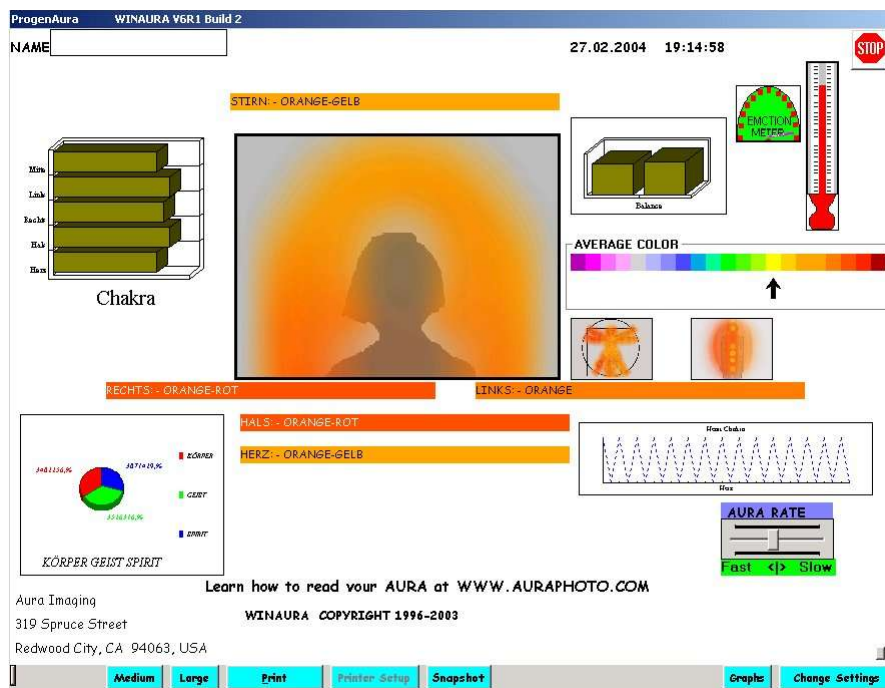 ProgenAura WINAURA V6R1 Build 2
NAME
27.02.2004 19:14:58
STOP
STIRN: - ORANGE-GELB
EMOTION
METER
Links
Rechts
Hals
Herz
Chakra
Balance
AVERAGE COLOR
RECHTS: - ORANGE-ROT
LINKS: - ORANGE
HALS: - ORANGE-ROT
HERZ: - ORANGE-GELB
KÖRPER
GEIST
SPIRIT
KÖRPER GEIST SPIRIT
Chakra
AURA RATE
Fast <|> Slow
Learn how to read your AURA at WWW.AURAPHOTO.COM
WINAURA COPYRIGHT 1996-2003
Aura Imaging
319 Spruce Street
Redwood City, CA 94063, USA
Medium Large Print Printer Setup Snapshot Graphs Change Settings